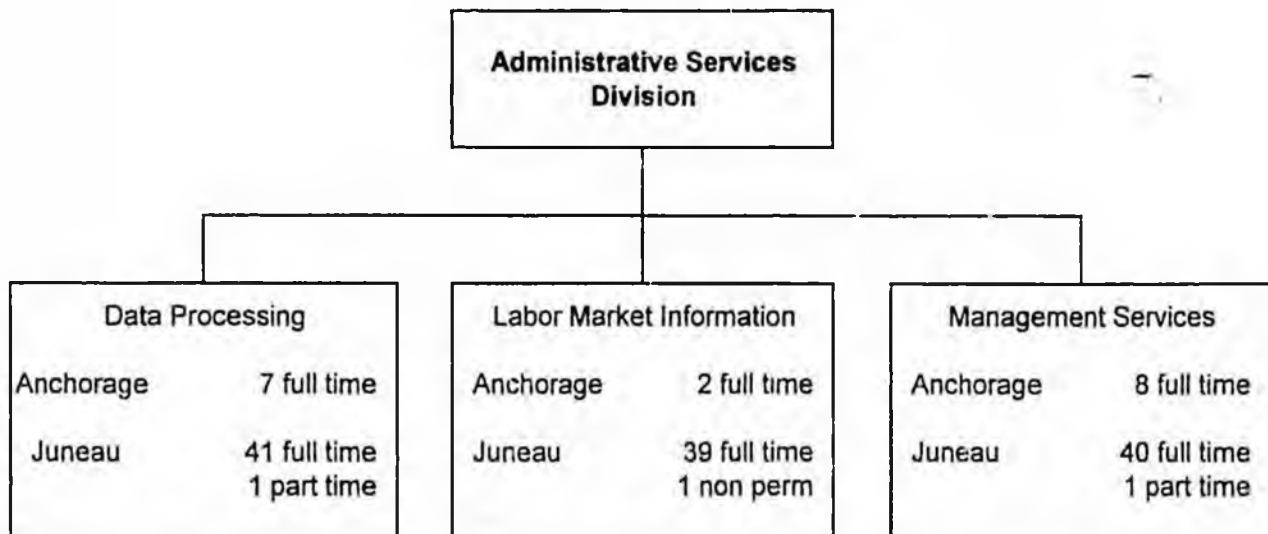 Administrative Services
Division
Data Processing
Anchorage 7 full time
Juneau 41 full time
1 part time
Labor Market Information
Anchorage 2 full time
Juneau 39 full time
1 non perm
Management Services
Anchorage 8 full time
Juneau 40 full time
1 part time